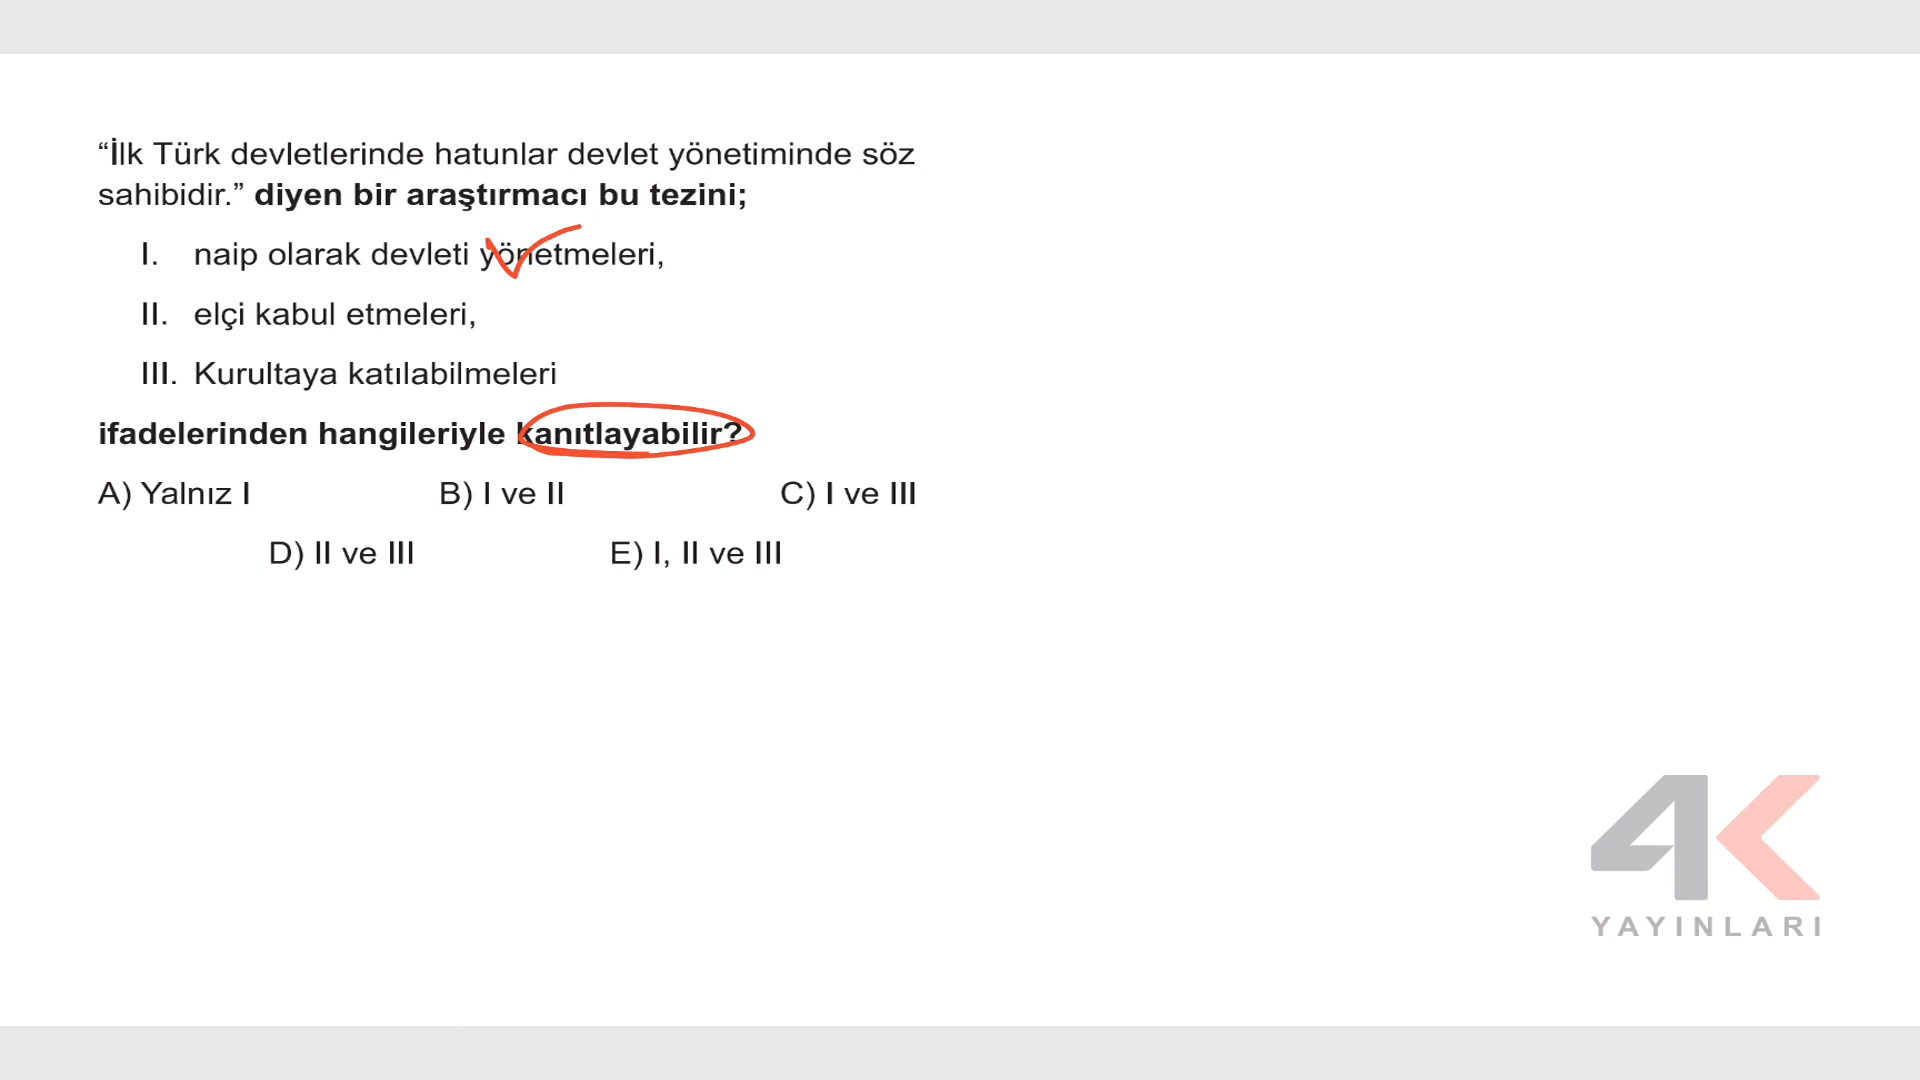 “İlk Türk devletlerinde hatunlar devlet yönetiminde söz
sahibidir.” diyen bir araştırmacı bu tezini;
I. naip olarak devleti yönetmeleri,
II. elçi kabul etmeleri,
III. Kurultaya katılabilmeleri
ifadelerinden hangileriyle kanıtlayabilir?
A) Yalnız I B) I ve II C) I ve III
D) II ve III E) I, II ve III
4K
YAYINLARI